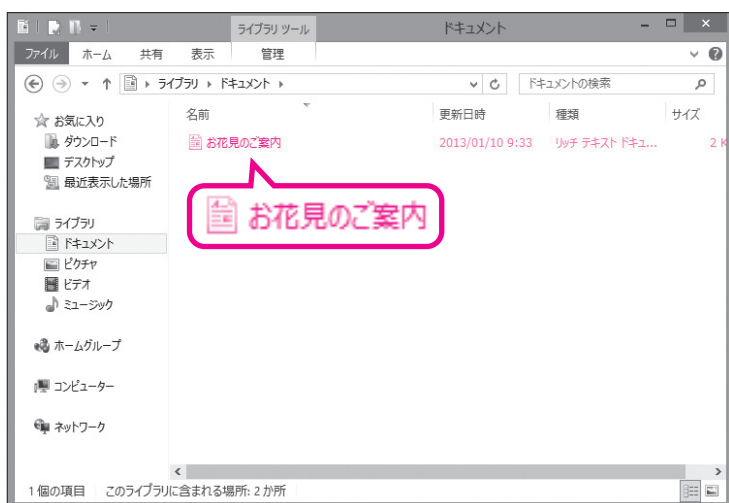 ライブラリ ツール
ドキュメント
ファイル ホーム 共有 表示 管理
ライブラリ ドキュメント
ドキュメントの検索
名前 更新日時 種類 サイズ
お花見のご案内 2013/01/10 9:33 リッチ テキスト ドキュ... 2 K
お花見のご案内
お気に入り
ダウンロード
デスクトップ
最近表示した場所
ライブラリ
ドキュメント
ピクチャ
ビデオ
ミュージック
ホームグループ
コンピューター
ネットワーク
1 個の項目 このライブラリに含まれる場所: 2 か所